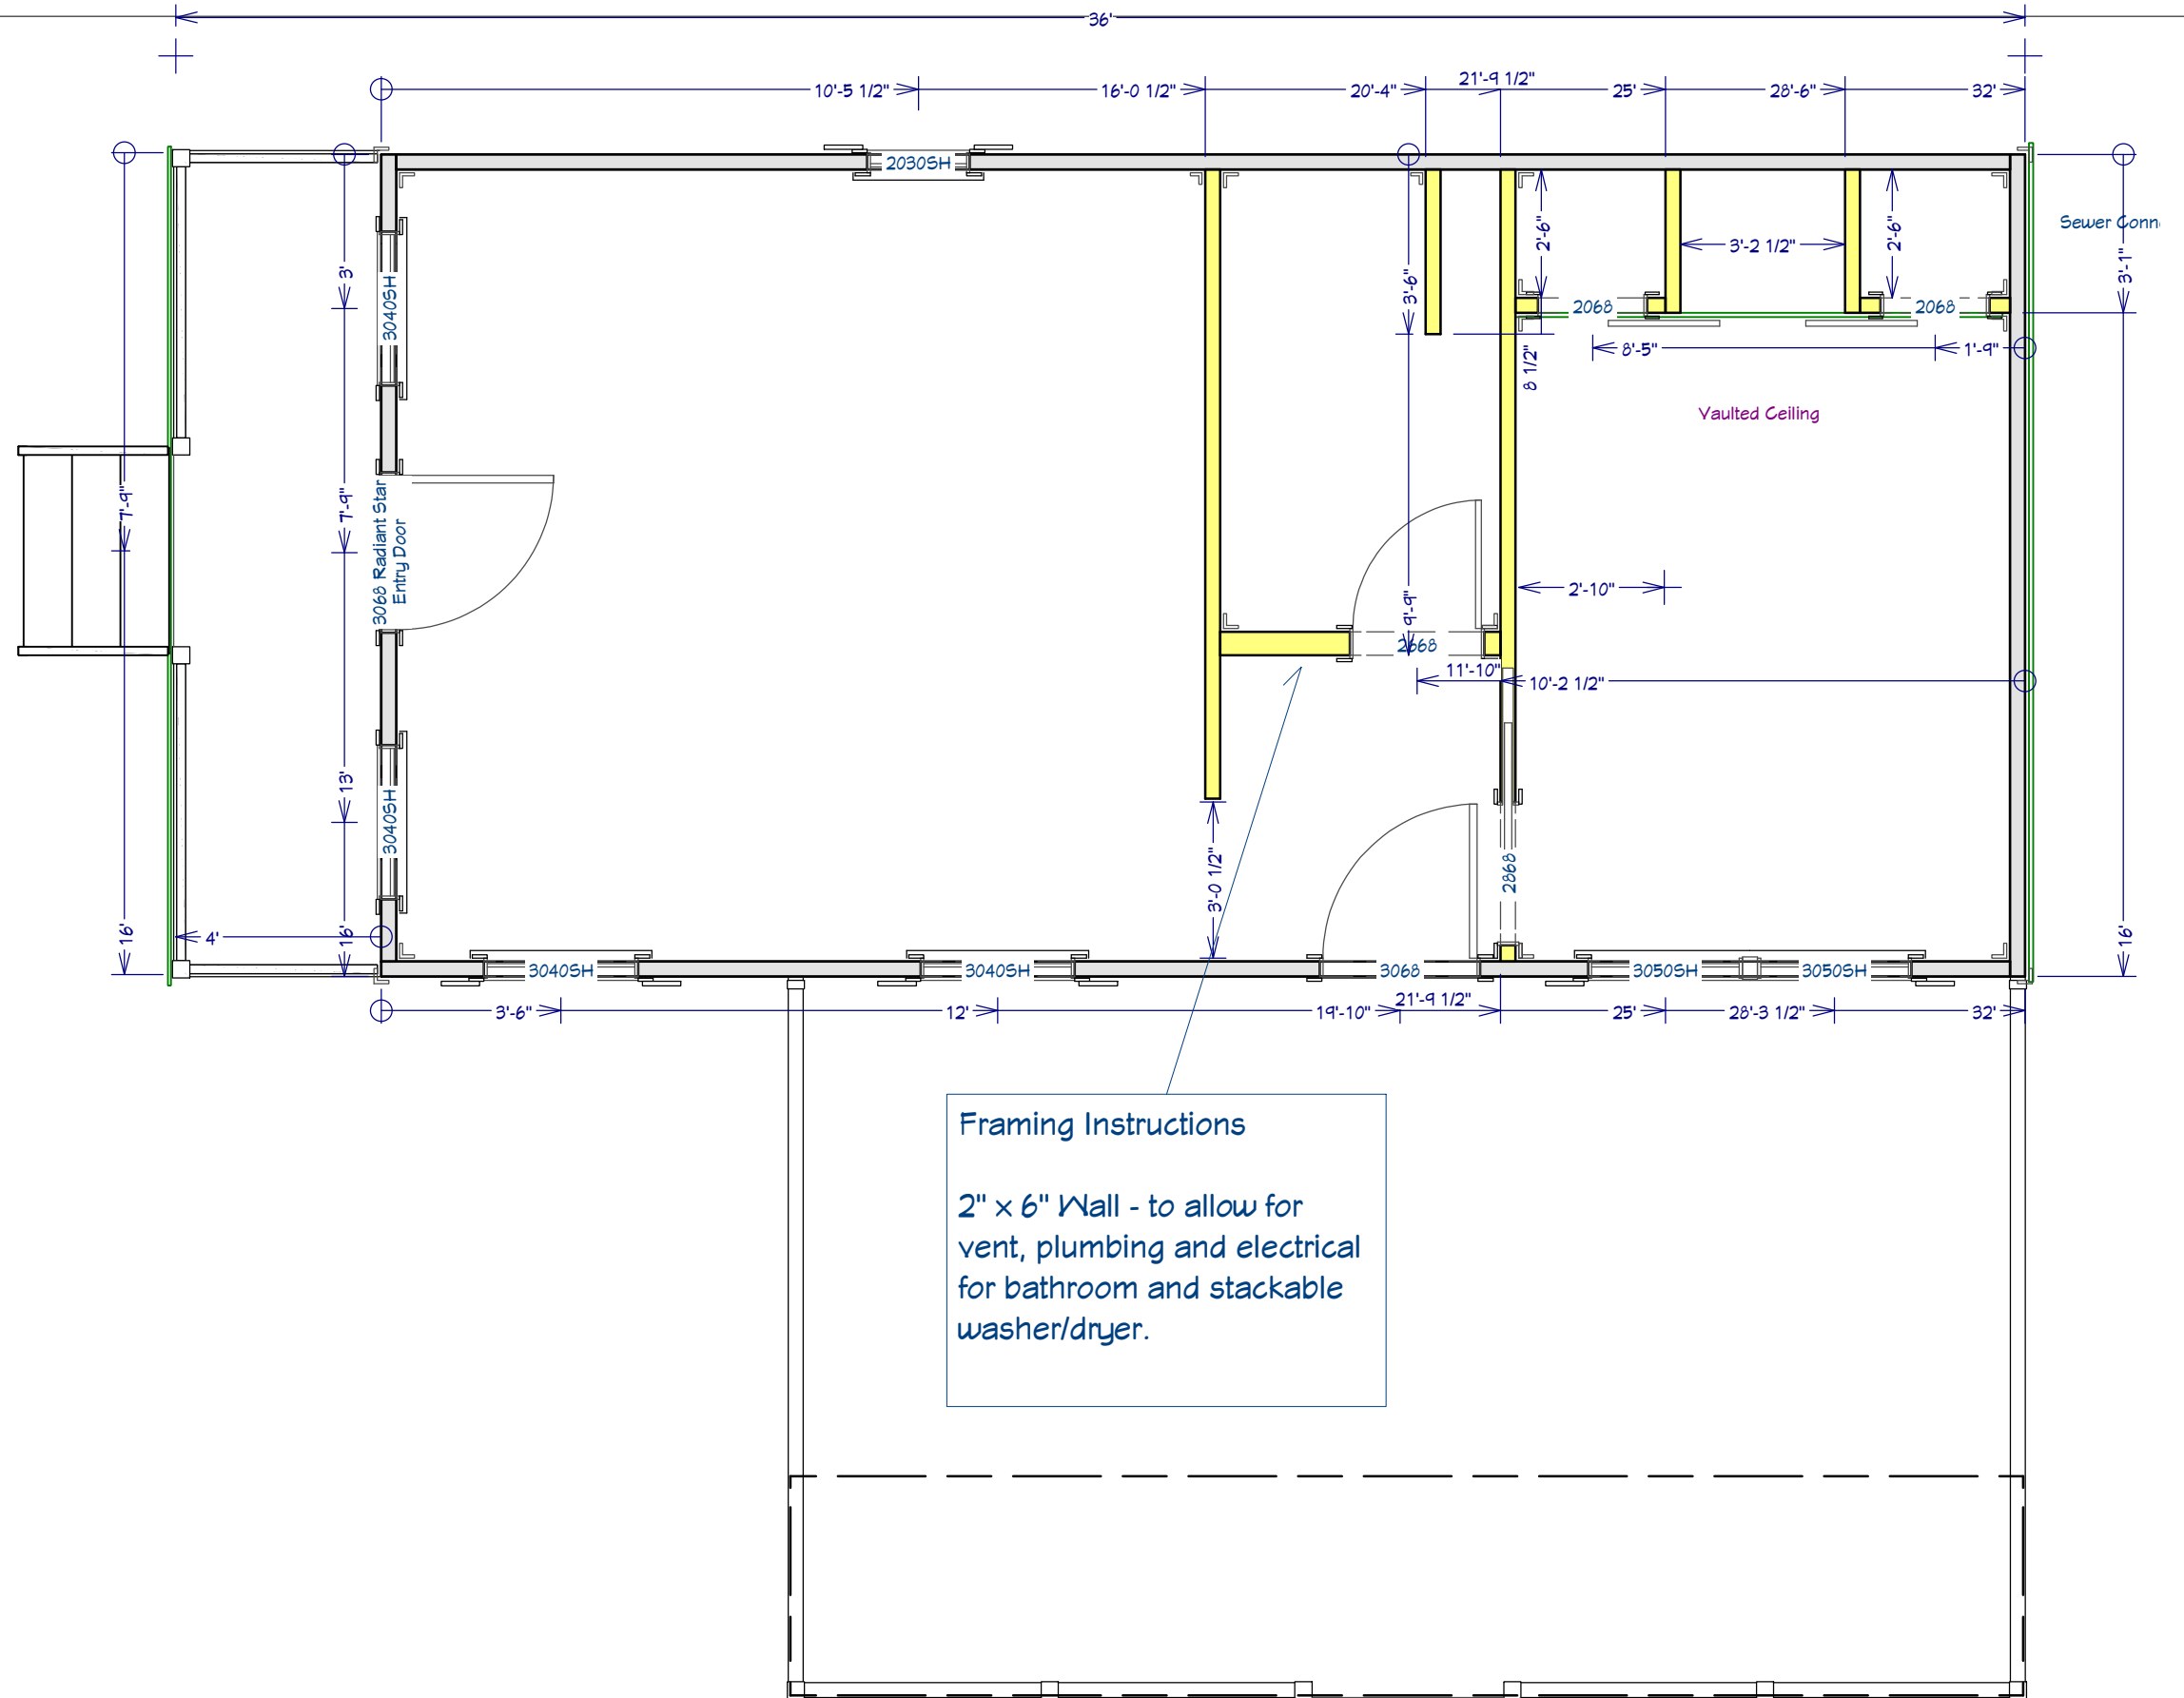 36'
10'-5 1/2"
16'-0 1/2"
20'-4"
21'-9 1/2"
25'
28'-6"
32'
2030SH
Sewer
3'
3040SH
3'-6"
2'-6"
3'-2 1/2"
2'-6"
3'-1"
2068
2068
8 1/2"
8'-5"
1'-9"
Vaulted Ceiling
7'-9"
7'-9"
3068 Radiant Star
Entry Door
2'-10"
9'-9"
2668
11'-10"
10'-2 1/2"
13'
3040SH
3'-0 1/2"
2868
16'
4'
16'
16'
3040SH
3040SH
3068
3050SH
3050SH
3'-6"
12'
19'-10"
21'-9 1/2"
25'
28'-3 1/2"
32'
Framing Instructions
2" x 6" Wall - to allow for
vent, plumbing and electrical
for bathroom and stackable
washer/dryer.